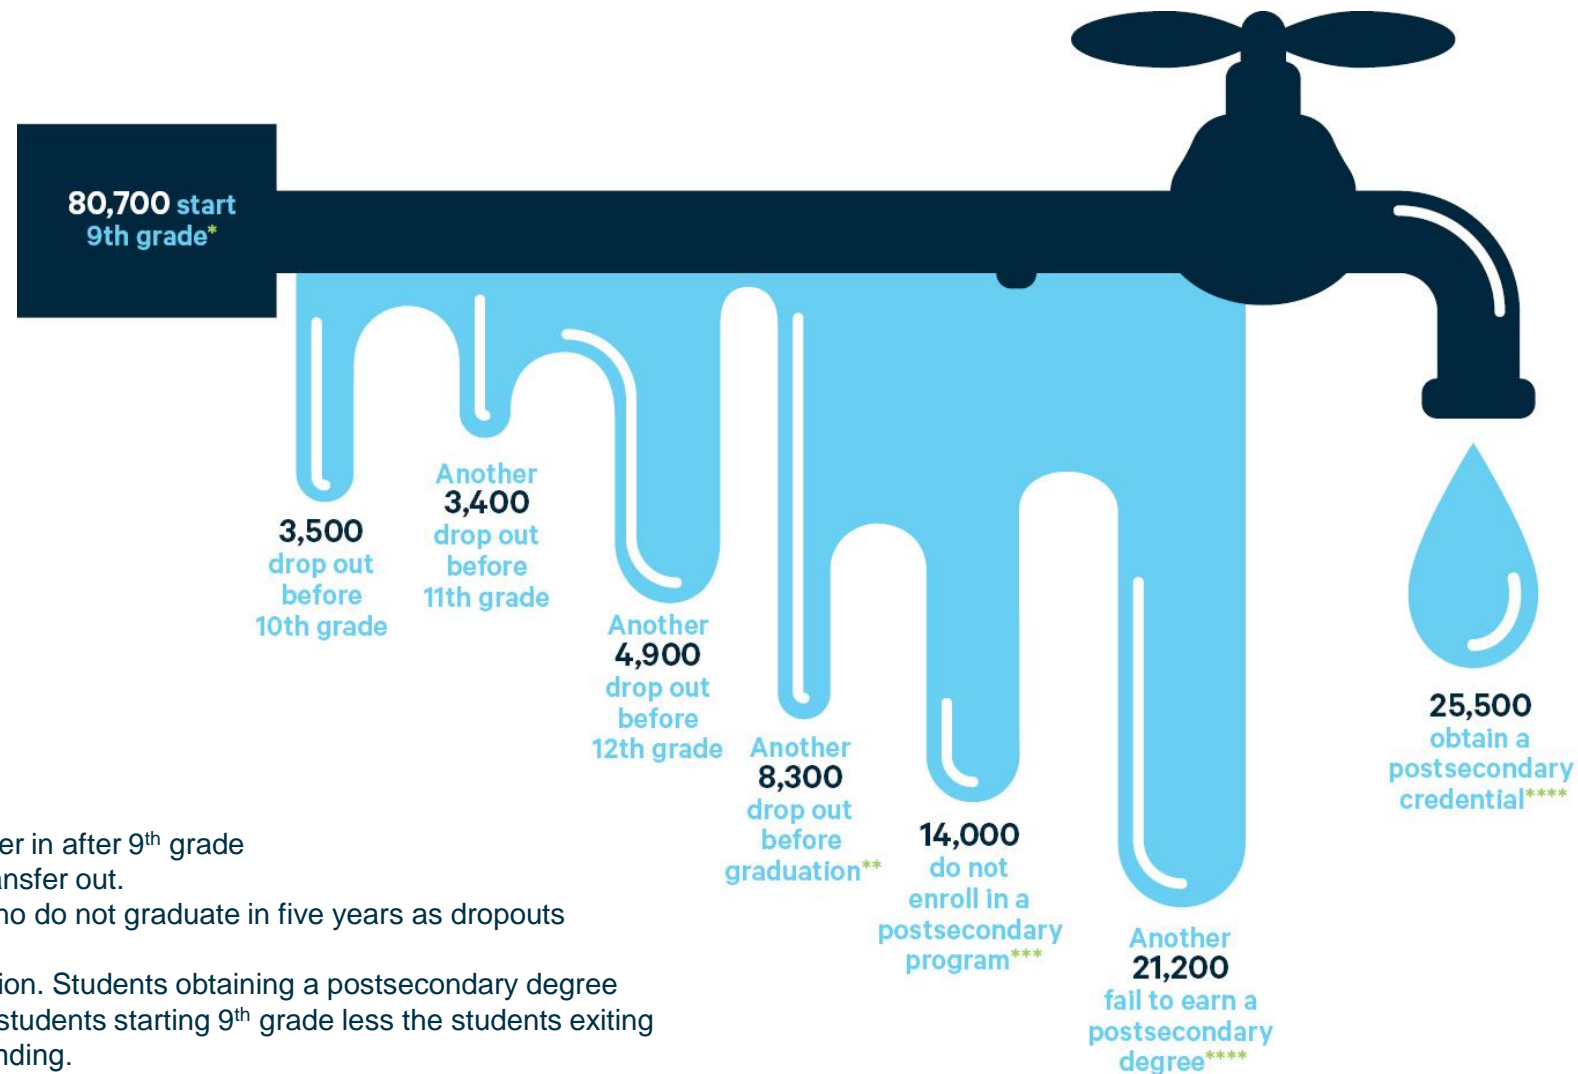 80,700 start
9th grade*
3,500
drop out
before
10th grade
Another
3,400
drop out
before
11th grade
Another
4,900
drop out
before
12th grade
Another
8,300
drop out
before
graduation**
14,000
do not
enroll in a
postsecondary
program***
Another
21,200
fail to earn a
postsecondary
degree****
25,500
obtain a
postsecondary
credential****
er in after 9th grade
ansfer out.
do not graduate in five years as dropouts
ion. Students obtaining a postsecondary degree
students starting 9th grade less the students exiting
nding.